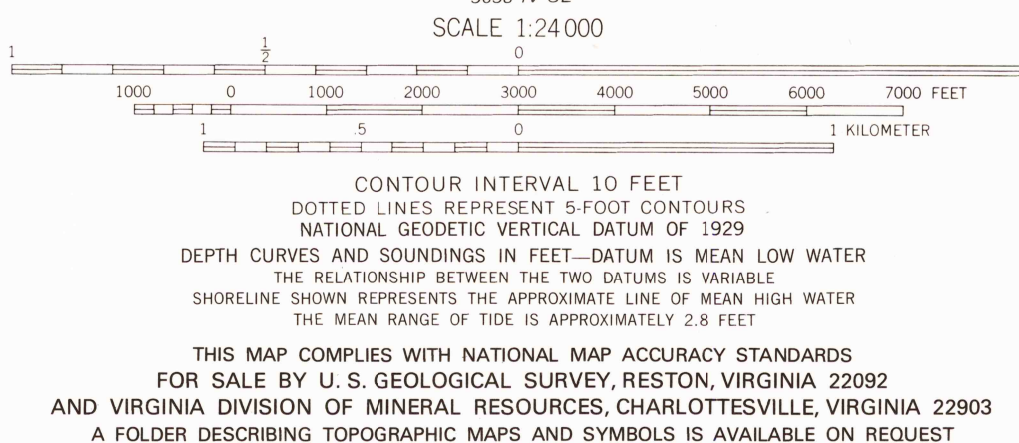 SCALE 1:24 000
1 1/2 0
1000 0 1000 2000 3000 4000 5000 6000 7000 FEET
1 .5 0 1 KILOMETER
CONTOUR INTERVAL 10 FEET
DOTTED LINES REPRESENT 5-FOOT CONTOURS
NATIONAL GEODETIC VERTICAL DATUM OF 1929
DEPTH CURVES AND SOUNDINGS IN FEET—DATUM IS MEAN LOW WATER
THE RELATIONSHIP BETWEEN THE TWO DATUMS IS VARIABLE
SHORELINE SHOWN REPRESENTS THE APPROXIMATE LINE OF MEAN HIGH WATER
THE MEAN RANGE OF TIDE IS APPROXIMATELY 2.8 FEET
THIS MAP COMPLIES WITH NATIONAL MAP ACCURACY STANDARDS
FOR SALE BY U. S. GEOLOGICAL SURVEY, RESTON, VIRGINIA 22092
AND VIRGINIA DIVISION OF MINERAL RESOURCES, CHARLOTTESVILLE, VIRGINIA 22903
A FOLDER DESCRIBING TOPOGRAPHIC MAPS AND SYMBOLS IS AVAILABLE ON REQUEST